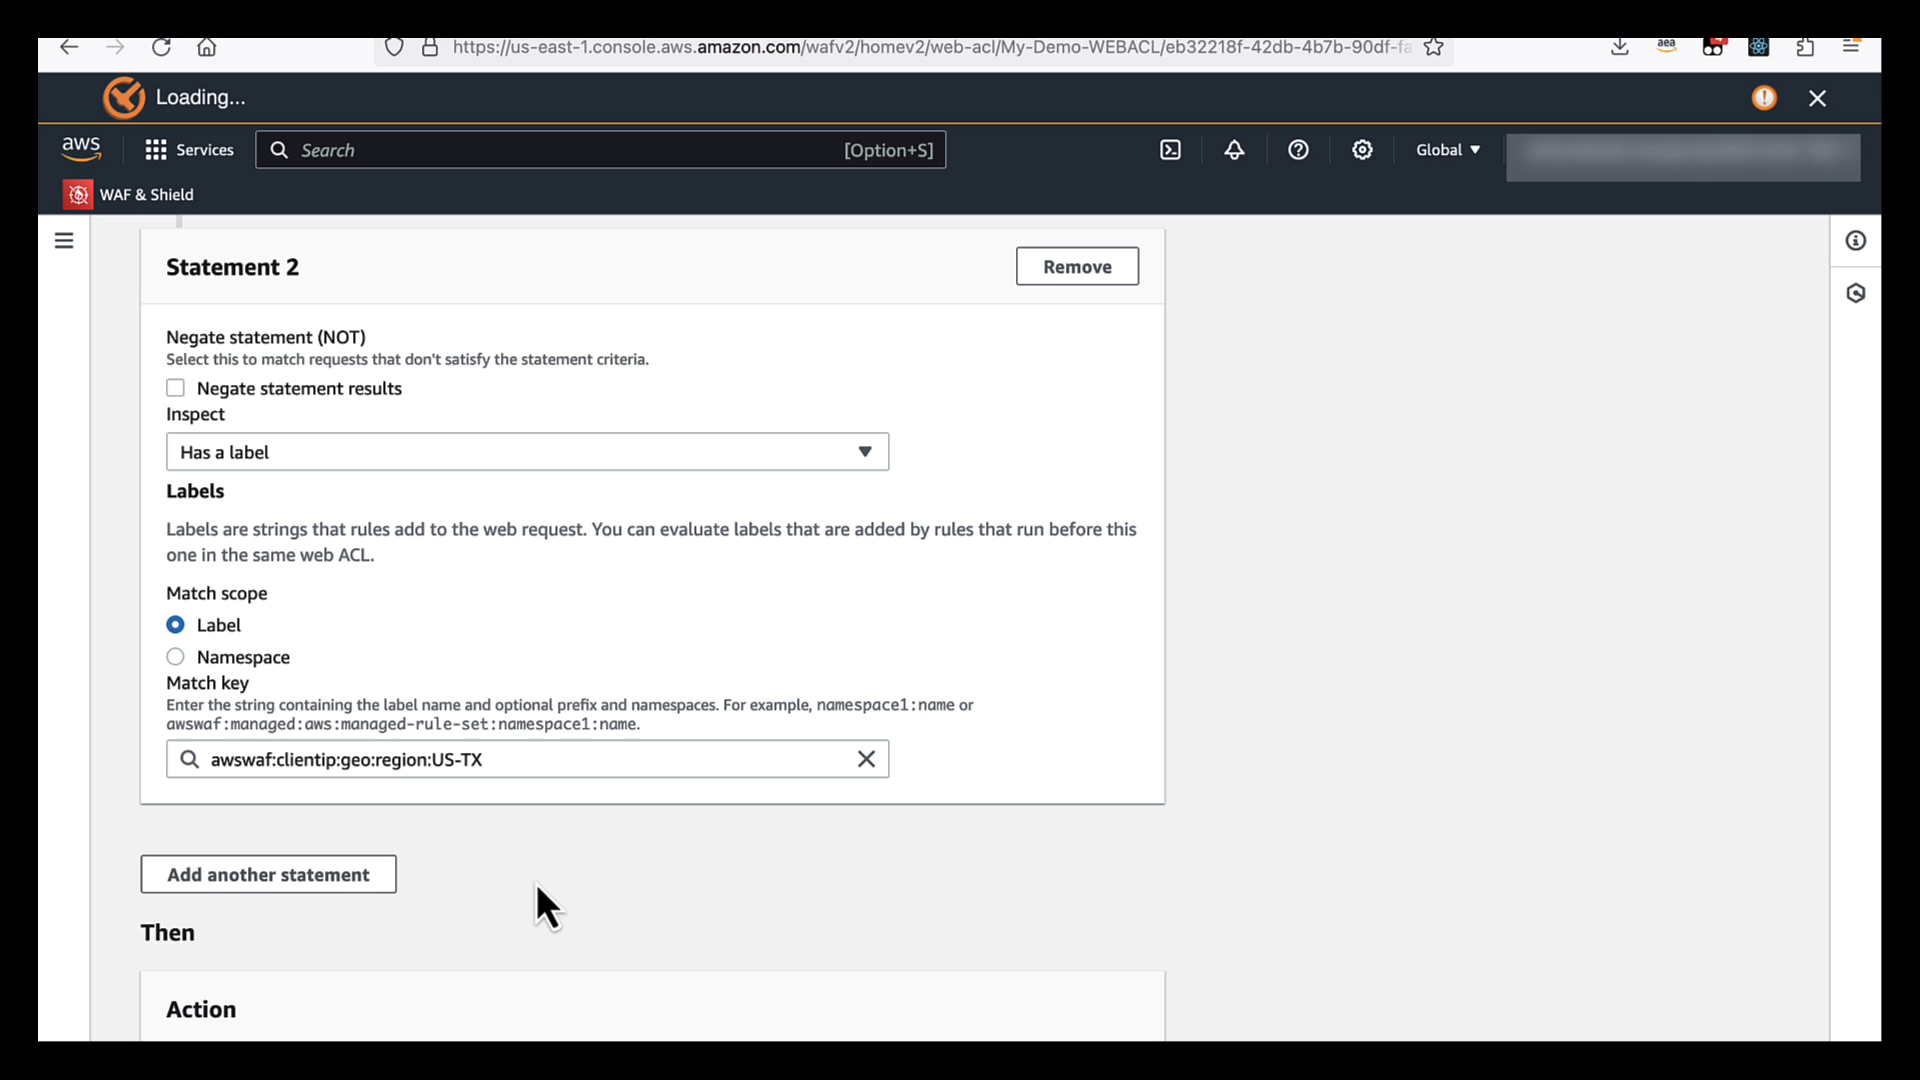 https://us-east-1.console.aws.amazon.com/wafv2/homev2/web-acl/My-Demo-WEBACL/eb32218f-42db-4b7b-90df-fa
aea
Loading...
aws
Services
Search
[Option+S]
Global
WAF & Shield
Statement 2
Remove
Negate statement (NOT)
Select this to match requests that don't satisfy the statement criteria.
Negate statement results
Inspect
Has a label
Labels
Labels are strings that rules add to the web request. You can evaluate labels that are added by rules that run before this
one in the same web ACL.
Match scope
Label
Namespace
Match key
Enter the string containing the label name and optional prefix and namespaces. For example, namespace1:name or
awswaf:managed:aws:managed-rule-set:namespace1:name.
awswaf:clientip:geo:region:US-TX
Add another statement
Then
Action